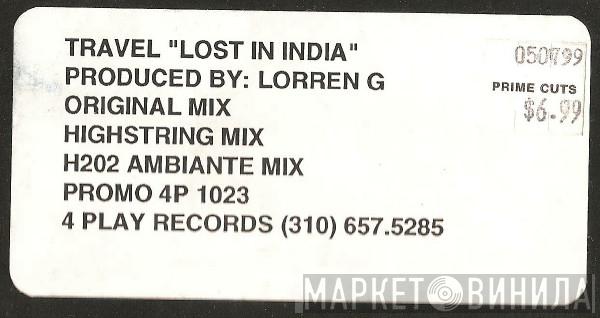 TRAVEL "LOST IN INDIA"
PRODUCED BY: LORREN G
ORIGINAL MIX
HIGHSTRING MIX
H202 AMBIANTE MIX
PROMO 4P 1023
4 PLAY RECORDS (310) 657.5285
050799
PRIME CUTS
$6.99
МАРКЕТ ВИНИЛА